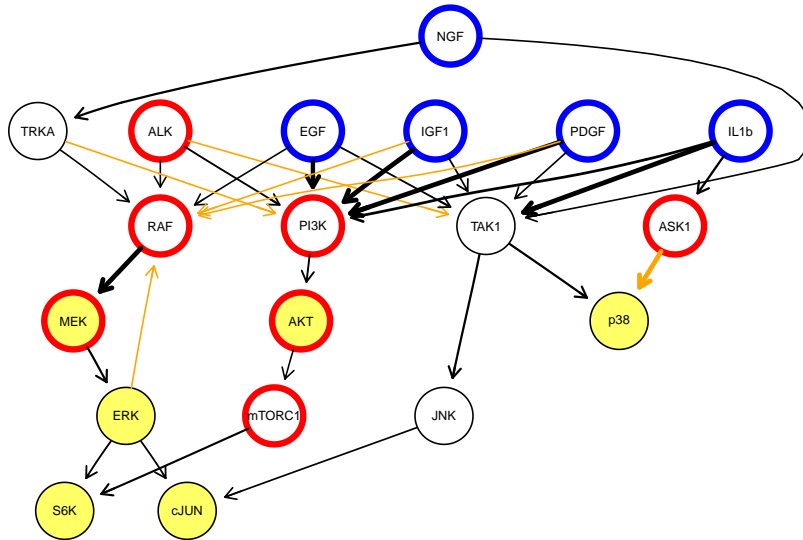 NGF
TRKA
ALK
EGF
IGF1
PDGF
IL1b
RAF
PI3K
TAK1
ASK1
MEK
AKT
p38
ERK
mTORC1
JNK
S6K
cJUN